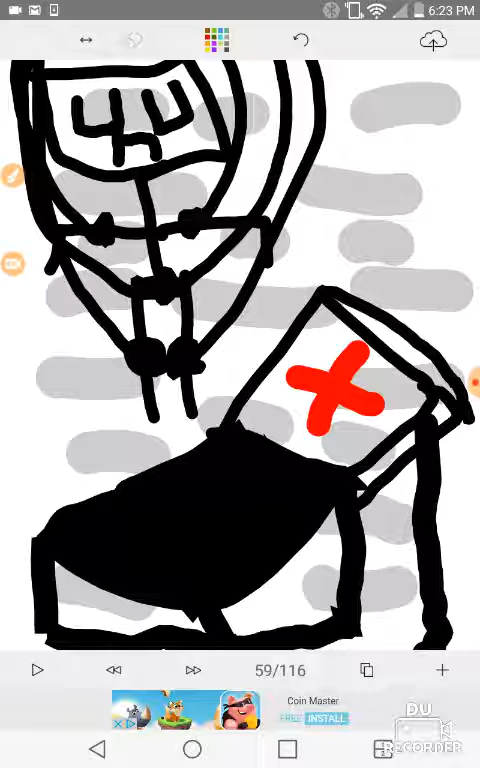 6:23 PM
59/116
Coin Master
FREE INSTALL
DU
RECORDER